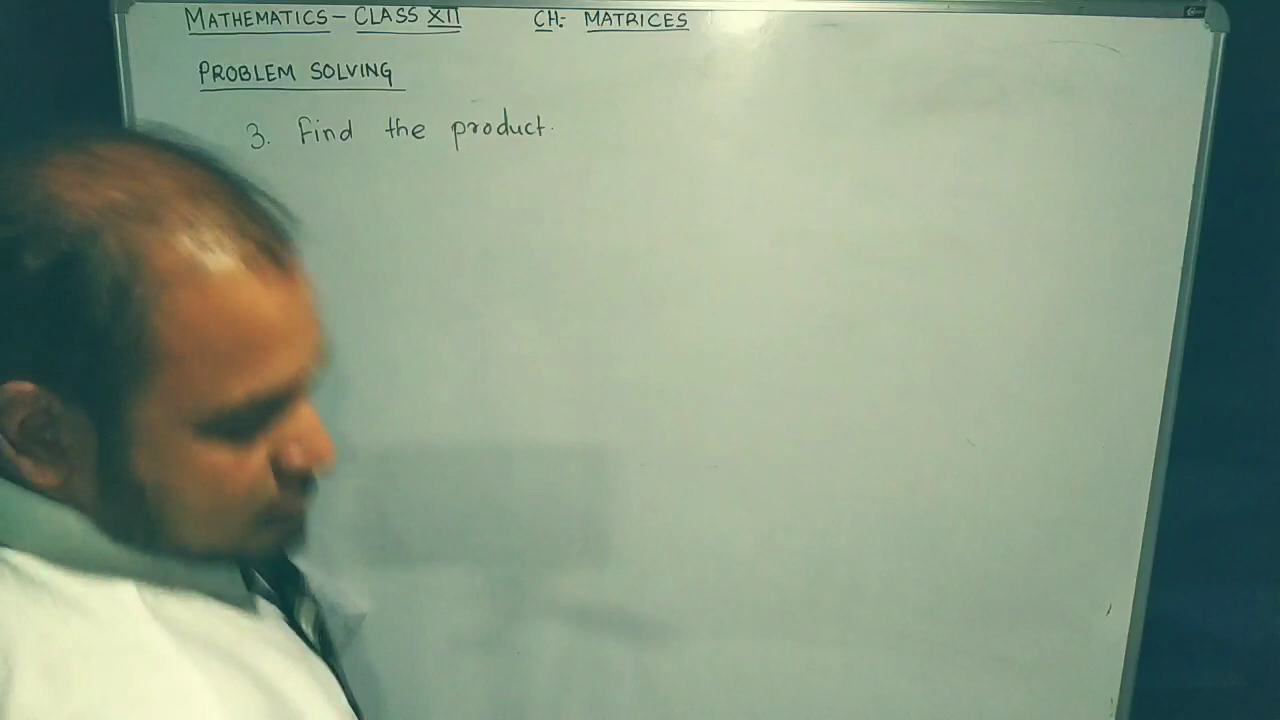 MATHEMATICS - CLASS XII CH:- MATRICES
PROBLEM SOLVING
3. Find the product.